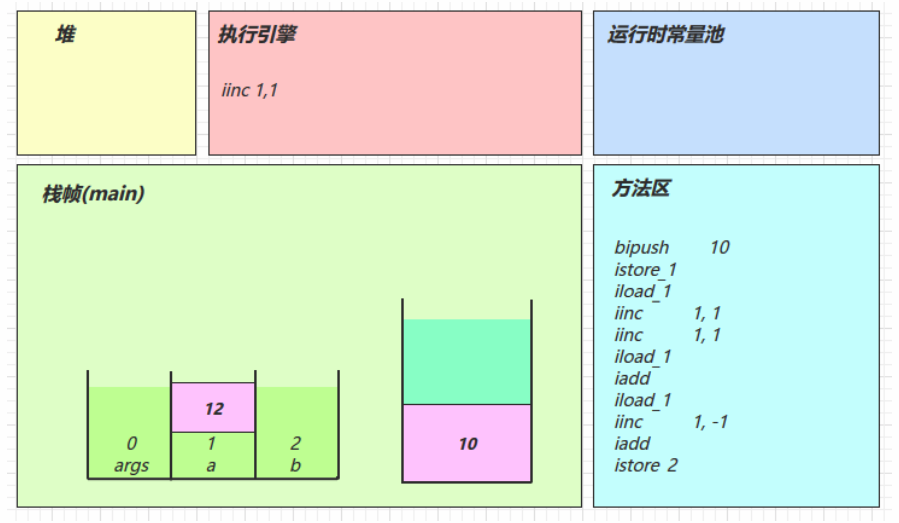 堆
执行引擎
iinc 1,1
运行时常量池
栈帧(main)
12
0 1 2
args a b
10
方法区
bipush 10
istore_1
iload_1
iinc 1, 1
iinc 1, 1
iload_1
iadd
iload_1
iinc 1, -1
iadd
istore 2